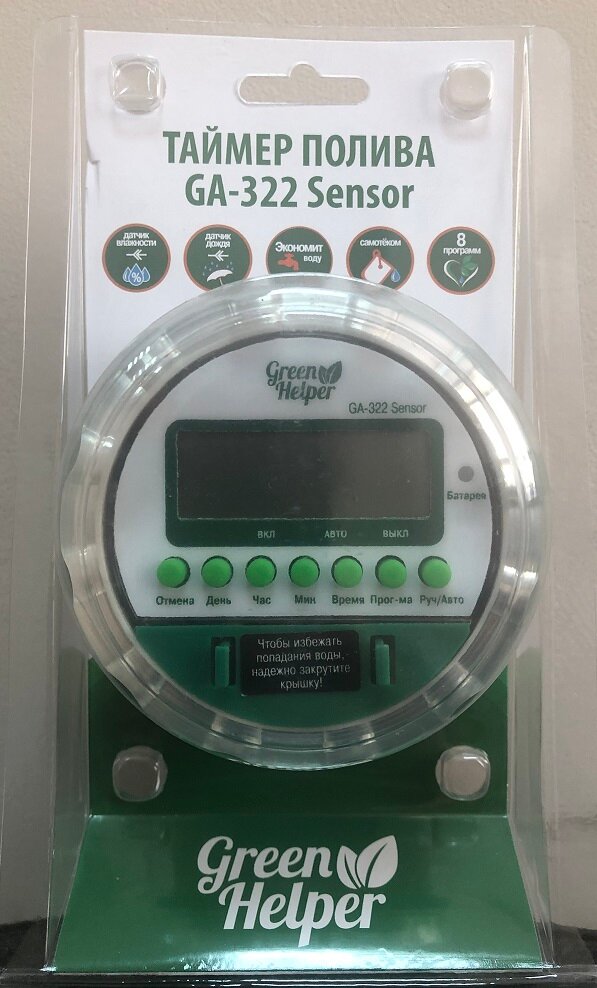 ТАЙМЕР ПОЛИВА
GA-322 Sensor
датчик
влажности
%
датчик
дождя
Экономит
воду
самотёком
8
программ
Green
Helper
GA-322 Sensor
Батарея
ВКЛ АВТО ВЫКЛ
Отмена День Час Мин Время Прог-ма Руч/Авто
Чтобы избежать
попадания воды,-
надежно закрутите
крышку!
Green
Helper